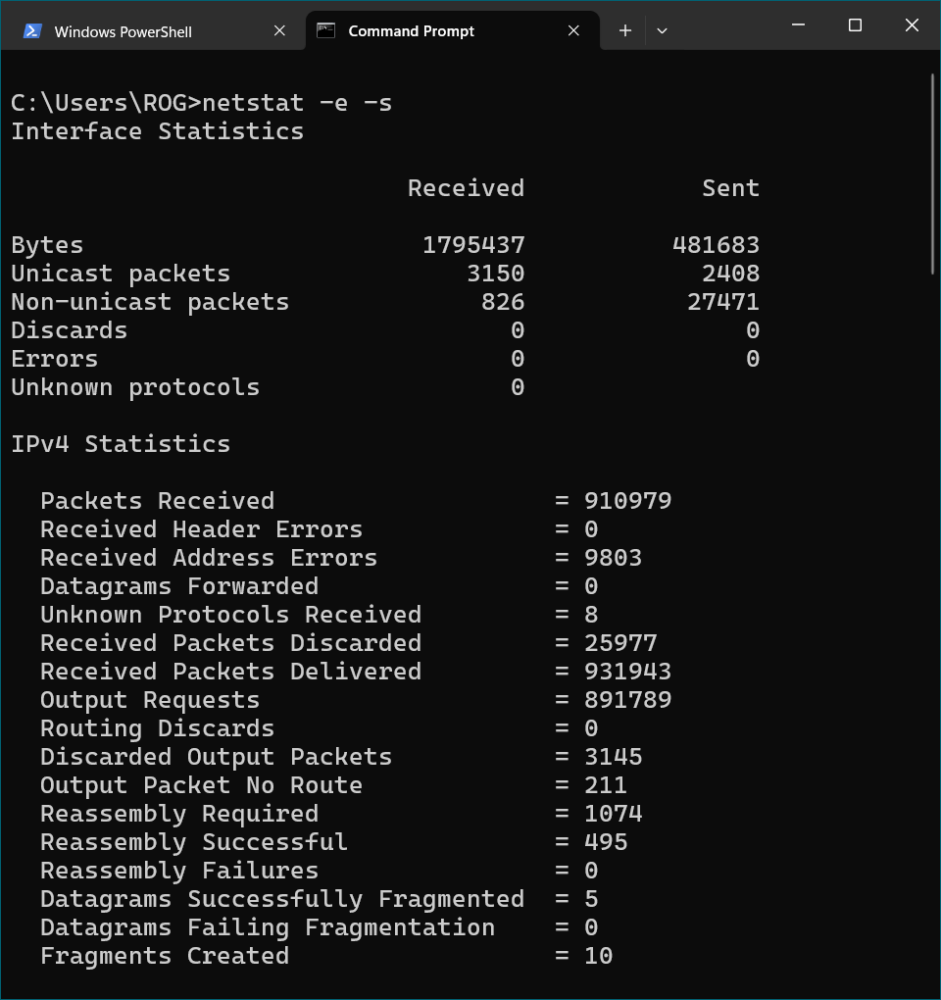 Windows PowerShell
Command Prompt
C:\Users\ROG>netstat -e -s
Interface Statistics
Received Sent
Bytes 1795437 481683
Unicast packets 3150 2408
Non-unicast packets 826 27471
Discards 0 0
Errors 0 0
Unknown protocols 0
IPv4 Statistics
Packets Received = 910979
Received Header Errors = 0
Received Address Errors = 9803
Datagrams Forwarded = 0
Unknown Protocols Received = 8
Received Packets Discarded = 25977
Received Packets Delivered = 931943
Output Requests = 891789
Routing Discards = 0
Discarded Output Packets = 3145
Output Packet No Route = 211
Reassembly Required = 1074
Reassembly Successful = 495
Reassembly Failures = 0
Datagrams Successfully Fragmented = 5
Datagrams Failing Fragmentation = 0
Fragments Created = 10